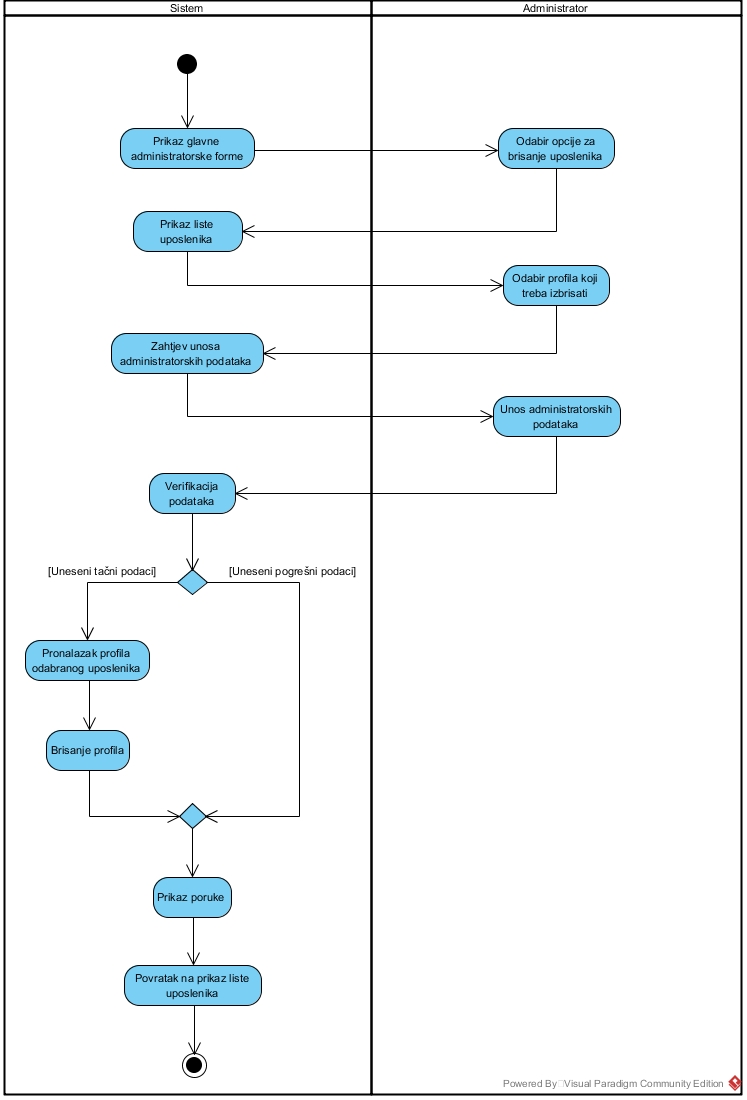 Sistem
Administrator
Prikaz glavne
administratorske forme
Odabir opcije za
brisanje uposlenika
Prikaz liste
uposlenika
Odabir profila koji
treba izbrisati
Zahtjev unosa
administratorskih podataka
Unos administratorskih
podataka
Verifikacija
podataka
[Uneseni tačni podaci]
[Uneseni pogrešni podaci]
Pronalazak profila
odabranog uposlenika
Brisanje profila
Prikaz poruke
Povratak na prikaz liste
uposlenika
Powered By Visual Paradigm Community Edition